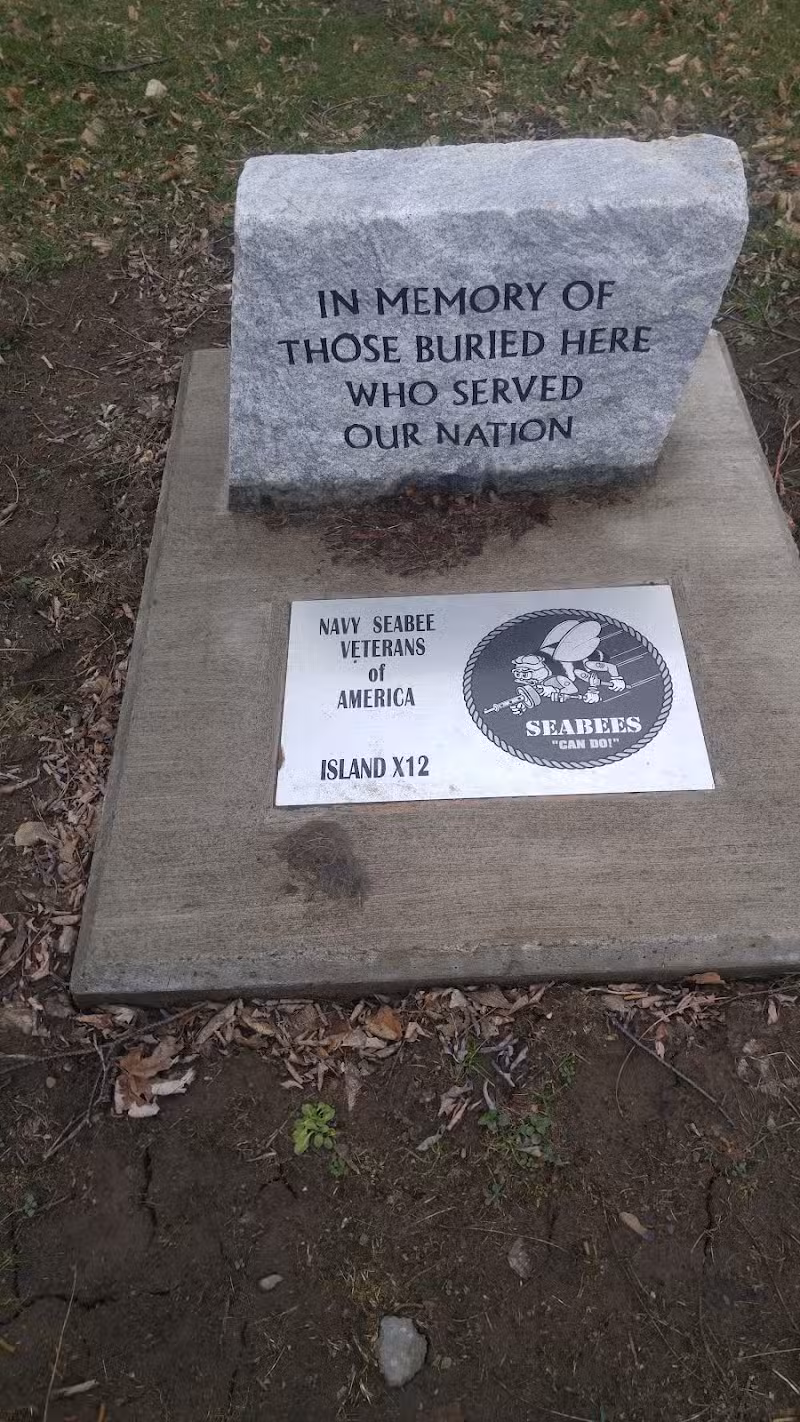 IN MEMORY OF
THOSE BURIED HERE
WHO SERVED
OUR NATION
NAVY SEABEE
VETERANS
of
AMERICA
ISLAND X12
SEABEES
"CAN DO!"